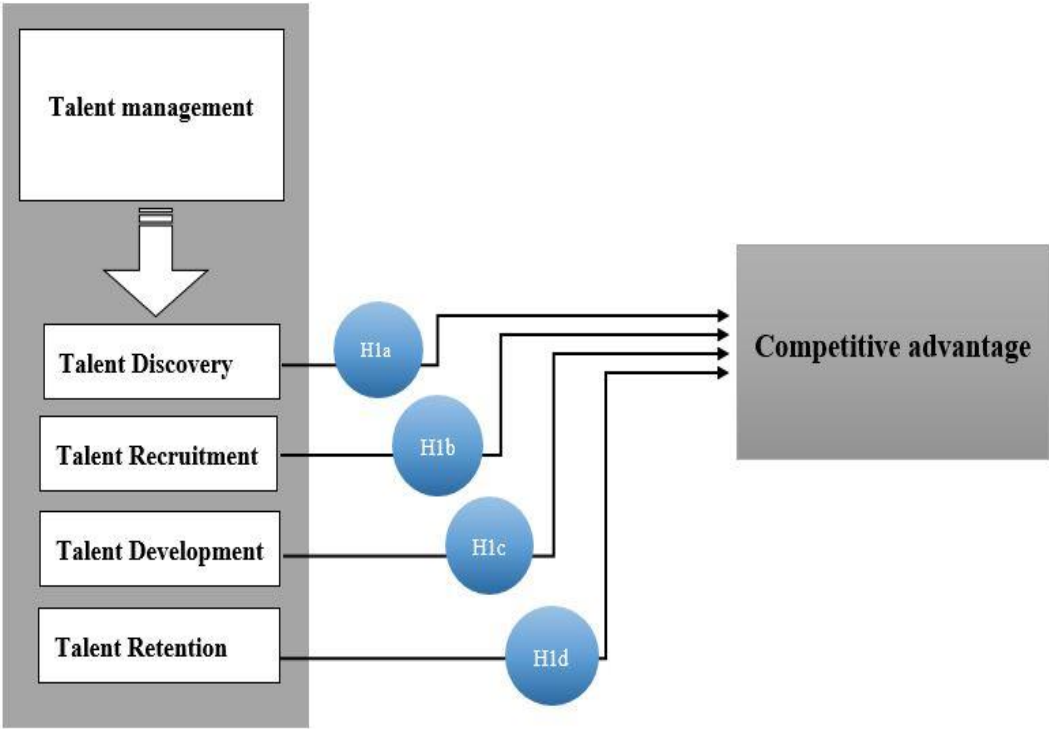 Talent management
Talent Discovery
H1a
Talent Recruitment
H1b
Talent Development
H1c
Talent Retention
H1d
Competitive advantage